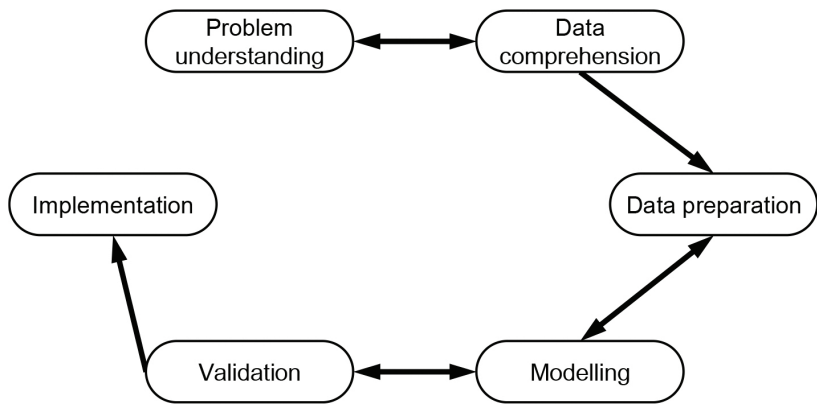 Problem
understanding
Data
comprehension
Implementation
Data preparation
Validation
Modelling